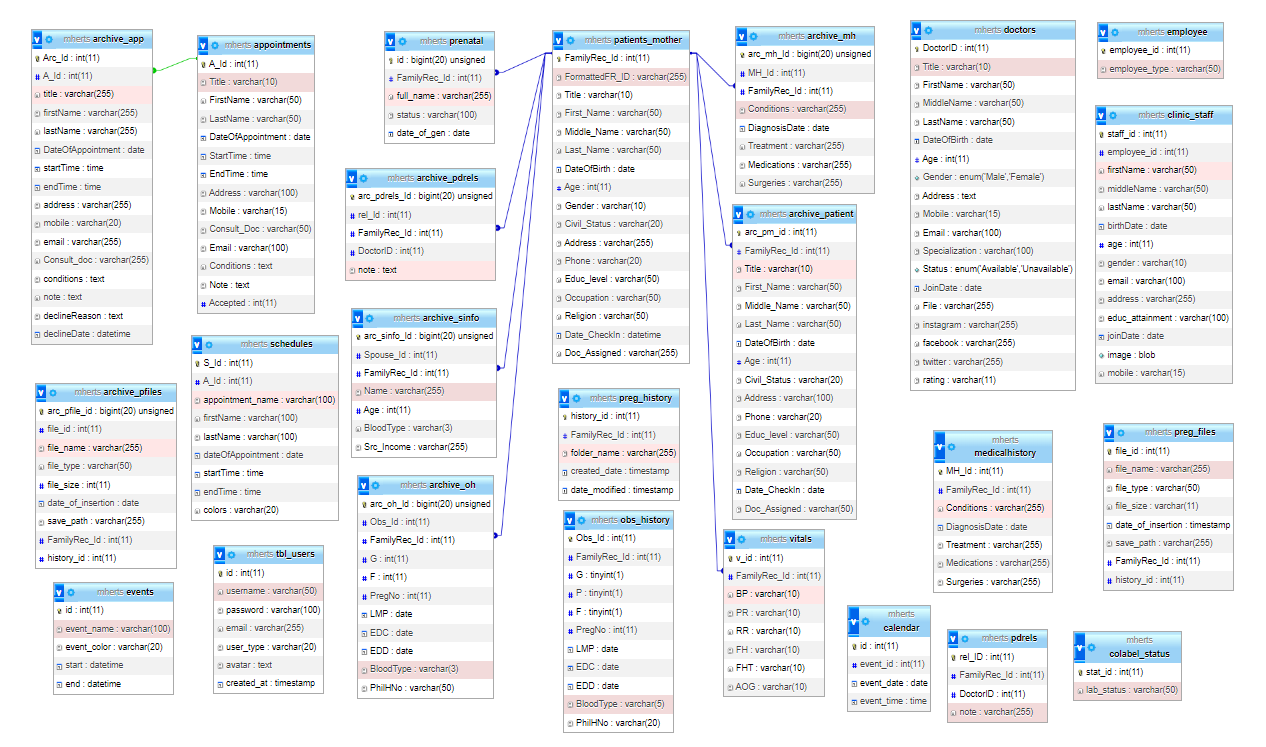 mherts archive_app
Arc_Id : int(11)
A_Id : int(11)
title : varchar(255)
firstName : varchar(255)
lastName : varchar(255)
DateOfAppointment : date
startTime : time
endTime : time
address : varchar(255)
mobile : varchar(20)
email : varchar(255)
Consult_doc : varchar(255)
conditions : text
note : text
declineReason : text
declineDate : datetime
mherts appointments
A_Id : int(11)
Title : varchar(10)
FirstName : varchar(50)
LastName : varchar(50)
DateOfAppointment : date
StartTime : time
EndTime : time
Address : varchar(100)
Mobile : varchar(15)
Consult_Doc : varchar(50)
Email : varchar(100)
Conditions : text
Note : text
Accepted : int(11)
mherts prenatal
id : bigint(20) unsigned
FamilyRec_Id : int(11)
full_name : varchar(255)
status : varchar(100)
date_of_gen : date
mherts patients_mother
FamilyRec_Id : int(11)
FormattedFR_ID : varchar(255)
Title : varchar(10)
First_Name : varchar(50)
Middle_Name : varchar(50)
Last_Name : varchar(50)
DateOfBirth : date
Age : int(11)
Gender : varchar(10)
Civil_Status : varchar(20)
Address : varchar(255)
Phone : varchar(20)
Educ_level : varchar(50)
Occupation : varchar(50)
Religion : varchar(50)
Date_CheckIn : datetime
Doc_Assigned : varchar(255)
mherts archive_mh
arc_mh_Id : bigint(20) unsigned
MH_Id : int(11)
FamilyRec_Id : int(11)
Conditions : varchar(255)
DiagnosisDate : date
Treatment : varchar(255)
Medications : varchar(255)
Surgeries : varchar(255)
mherts doctors
DoctorID : int(11)
Title : varchar(10)
FirstName : varchar(50)
MiddleName : varchar(50)
LastName : varchar(50)
DateOfBirth : date
Age : int(11)
Gender : enum('Male','Female')
Address : text
Mobile : varchar(15)
Email : varchar(100)
Specialization : varchar(100)
Status : enum('Available','Unavailable')
JoinDate : date
File : varchar(255)
instagram : varchar(255)
facebook : varchar(255)
twitter : varchar(255)
rating : varchar(11)
mherts employee
employee_id : int(11)
employee_type : varchar(50)
mherts clinic_staff
staff_id : int(11)
employee_id : int(11)
firstName : varchar(50)
middleName : varchar(50)
lastName : varchar(50)
birthDate : date
age : int(11)
gender : varchar(10)
email : varchar(100)
address : varchar(255)
educ_attainment : varchar(100)
joinDate : date
image : blob
mobile : varchar(15)
mherts archive_pdrels
arc_pdrels_Id : bigint(20) unsigned
rel_Id : int(11)
FamilyRec_Id : int(11)
DoctorID : int(11)
note : text
mherts archive_patient
arc_pm_id : int(11)
FamilyRec_Id : int(11)
Title : varchar(10)
First_Name : varchar(50)
Middle_Name : varchar(50)
Last_Name : varchar(50)
DateOfBirth : date
Age : int(11)
Civil_Status : varchar(20)
Address : varchar(100)
Phone : varchar(20)
Educ_level : varchar(50)
Occupation : varchar(50)
Religion : varchar(50)
Date_CheckIn : date
Doc_Assigned : varchar(50)
mherts archive_sinfo
arc_sinfo_Id : bigint(20) unsigned
Spouse_Id : int(11)
FamilyRec_Id : int(11)
Name : varchar(255)
Age : int(11)
BloodType : varchar(3)
Src_Income : varchar(255)
mherts schedules
S_Id : int(11)
A_Id : int(11)
appointment_name : varchar(100)
firstName : varchar(100)
lastName : varchar(100)
dateOfAppointment : date
startTime : time
endTime : time
colors : varchar(20)
mherts archive_pfiles
arc_pfile_id : bigint(20) unsigned
file_id : int(11)
file_name : varchar(255)
file_type : varchar(50)
file_size : int(11)
date_of_insertion : date
save_path : varchar(255)
FamilyRec_Id : int(11)
history_id : int(11)
mherts preg_history
history_id : int(11)
FamilyRec_Id : int(11)
folder_name : varchar(255)
created_date : timestamp
date_modified : timestamp
mherts medicalhistory
MH_Id : int(11)
FamilyRec_Id : int(11)
Conditions : varchar(255)
DiagnosisDate : date
Treatment : varchar(255)
Medications : varchar(255)
Surgeries : varchar(255)
mherts preg_files
file_id : int(11)
file_name : varchar(255)
file_type : varchar(50)
file_size : int(11)
date_of_insertion : timestamp
save_path : varchar(255)
FamilyRec_Id : int(11)
history_id : int(11)
mherts archive_oh
arc_oh_Id : bigint(20) unsigned
Obs_Id : int(11)
FamilyRec_Id : int(11)
G : int(11)
F : int(11)
PregNo : int(11)
LMP : date
EDC : date
EDD : date
BloodType : varchar(3)
PhilHNo : varchar(50)
mherts obs_history
Obs_Id : int(11)
FamilyRec_Id : int(11)
G : tinyint(1)
P : tinyint(1)
F : tinyint(1)
PregNo : int(11)
LMP : date
EDC : date
EDD : date
BloodType : varchar(5)
PhilHNo : varchar(20)
mherts vitals
v_id : int(11)
FamilyRec_Id : int(11)
BP : varchar(10)
PR : varchar(10)
RR : varchar(10)
FH : varchar(10)
FHT : varchar(10)
AOG : varchar(10)
mherts tbl_users
id : int(11)
username : varchar(50)
password : varchar(100)
email : varchar(255)
user_type : varchar(20)
avatar : text
created_at : timestamp
mherts events
id : int(11)
event_name : varchar(100)
event_color : varchar(20)
start : datetime
end : datetime
mherts
calendar
id : int(11)
event_id : int(11)
event_date : date
event_time : time
mherts pdrels
rel_ID : int(11)
FamilyRec_Id : int(11)
DoctorID : int(11)
note : varchar(255)
mherts
colabel_status
stat_id : int(11)
lab_status : varchar(50)